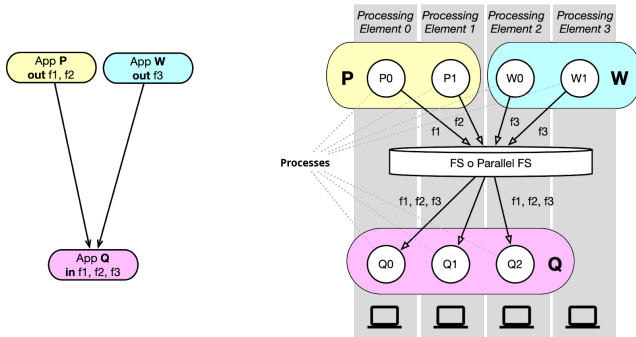 App P
out f1, f2
App W
out f3
App Q
in f1, f2, f3
Processing
Element 0
Processing
Element 1
Processing
Element 2
Processing
Element 3
P
P0
P1
W0
W1
W
f1
f2
f3
f3
Processes
FS o Parallel FS
f1, f2, f3
f1, f2, f3
Q0
Q1
Q2
Q